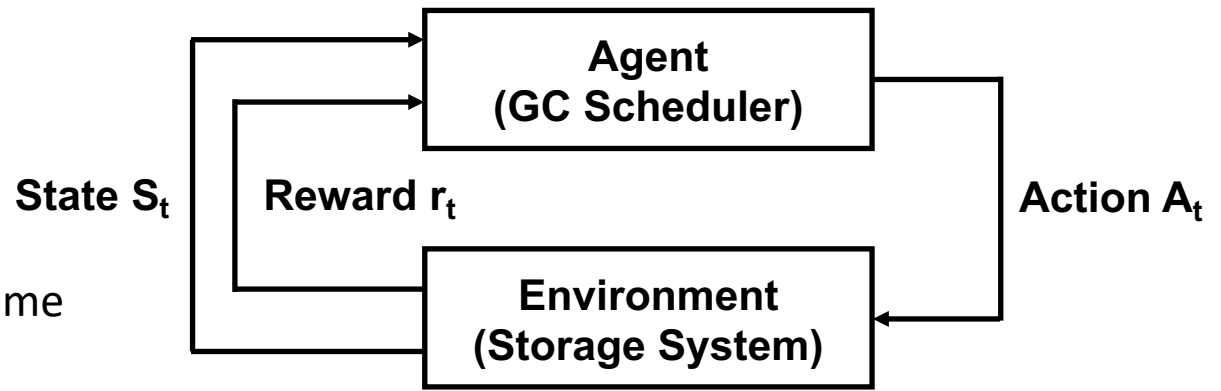 Agent
(GC Scheduler)
State Sₜ
Reward rₜ
Action Aₜ
me
Environment
(Storage System)